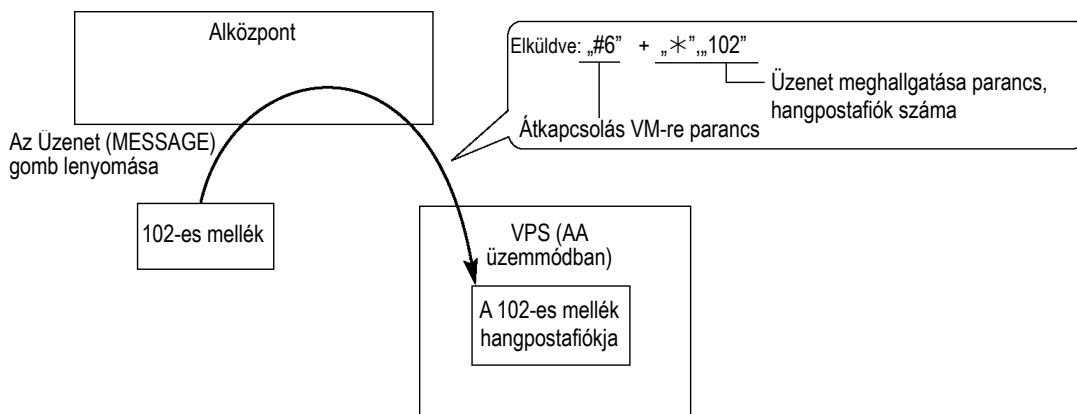 Alközpont
Elküldve: „#6” + „＊”,„102”
Üzenet meghallgatása parancs,
hangpostafiók száma
Átkapcsolás VM-re parancs
Az Üzenet (MESSAGE)
gomb lenyomása
102-es mellék
VPS (AA
üzemmódban)
A 102-es mellék
hangpostafiókja